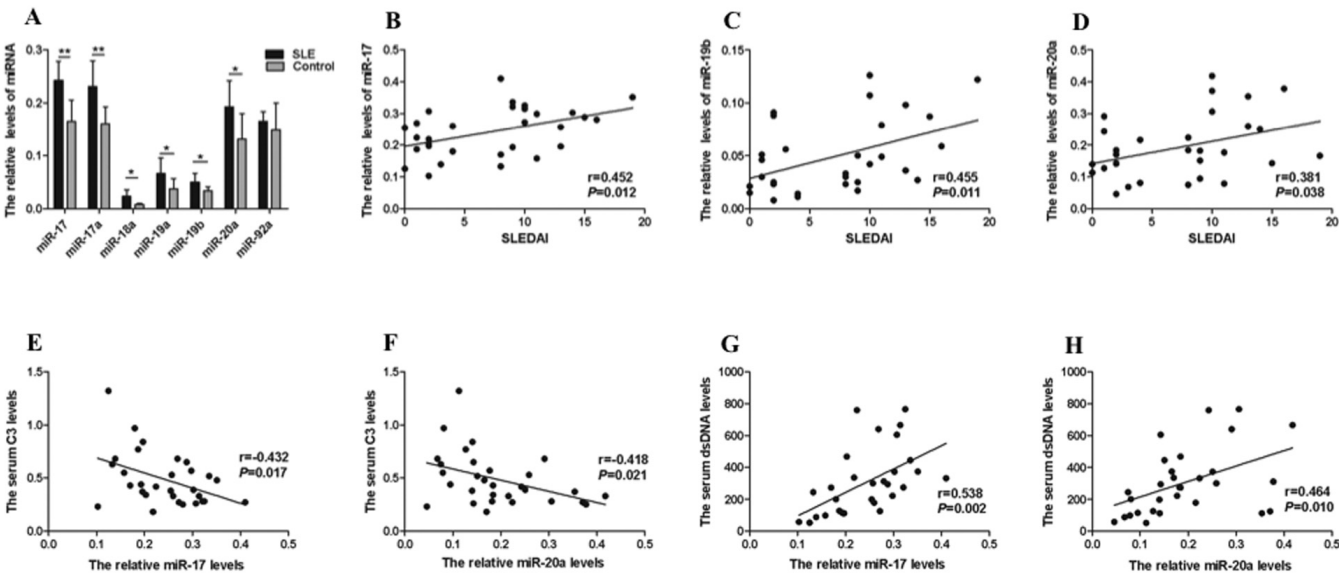 A
The relative levels of miRNA
0.3
0.2
0.1
0.0
**
**
*
*
*
*
SLE
Control
miR-17
miR-17a
miR-18a
miR-19a
miR-19b
miR-20a
miR-92a
B
The relative levels of miR-17
0.5
0.4
0.3
0.2
0.1
0.0
r=0.452
P=0.012
0
5
10
15
20
SLEDAI
C
The relative levels of miR-19b
0.15
0.10
0.05
0.00
r=0.455
P=0.011
0
5
10
15
20
SLEDAI
D
The relative levels of miR-20a
0.5
0.4
0.3
0.2
0.1
0.0
r=0.381
P=0.038
0
5
10
15
20
SLEDAI
E
The serum C3 levels
1.5
1.0
0.5
0.0
r=-0.432
P=0.017
0.0
0.1
0.2
0.3
0.4
0.5
The relative miR-17 levels
F
The serum C3 levels
1.5
1.0
0.5
0.0
r=-0.418
P=0.021
0.0
0.1
0.2
0.3
0.4
0.5
The relative miR-20a levels
G
The serum dsDNA levels
1000
800
600
400
200
0
r=0.538
P=0.002
0.0
0.1
0.2
0.3
0.4
0.5
The relative miR-17 levels
H
The serum dsDNA levels
1000
800
600
400
200
0
r=0.464
P=0.010
0.0
0.1
0.2
0.3
0.4
0.5
The relative miR-20a levels